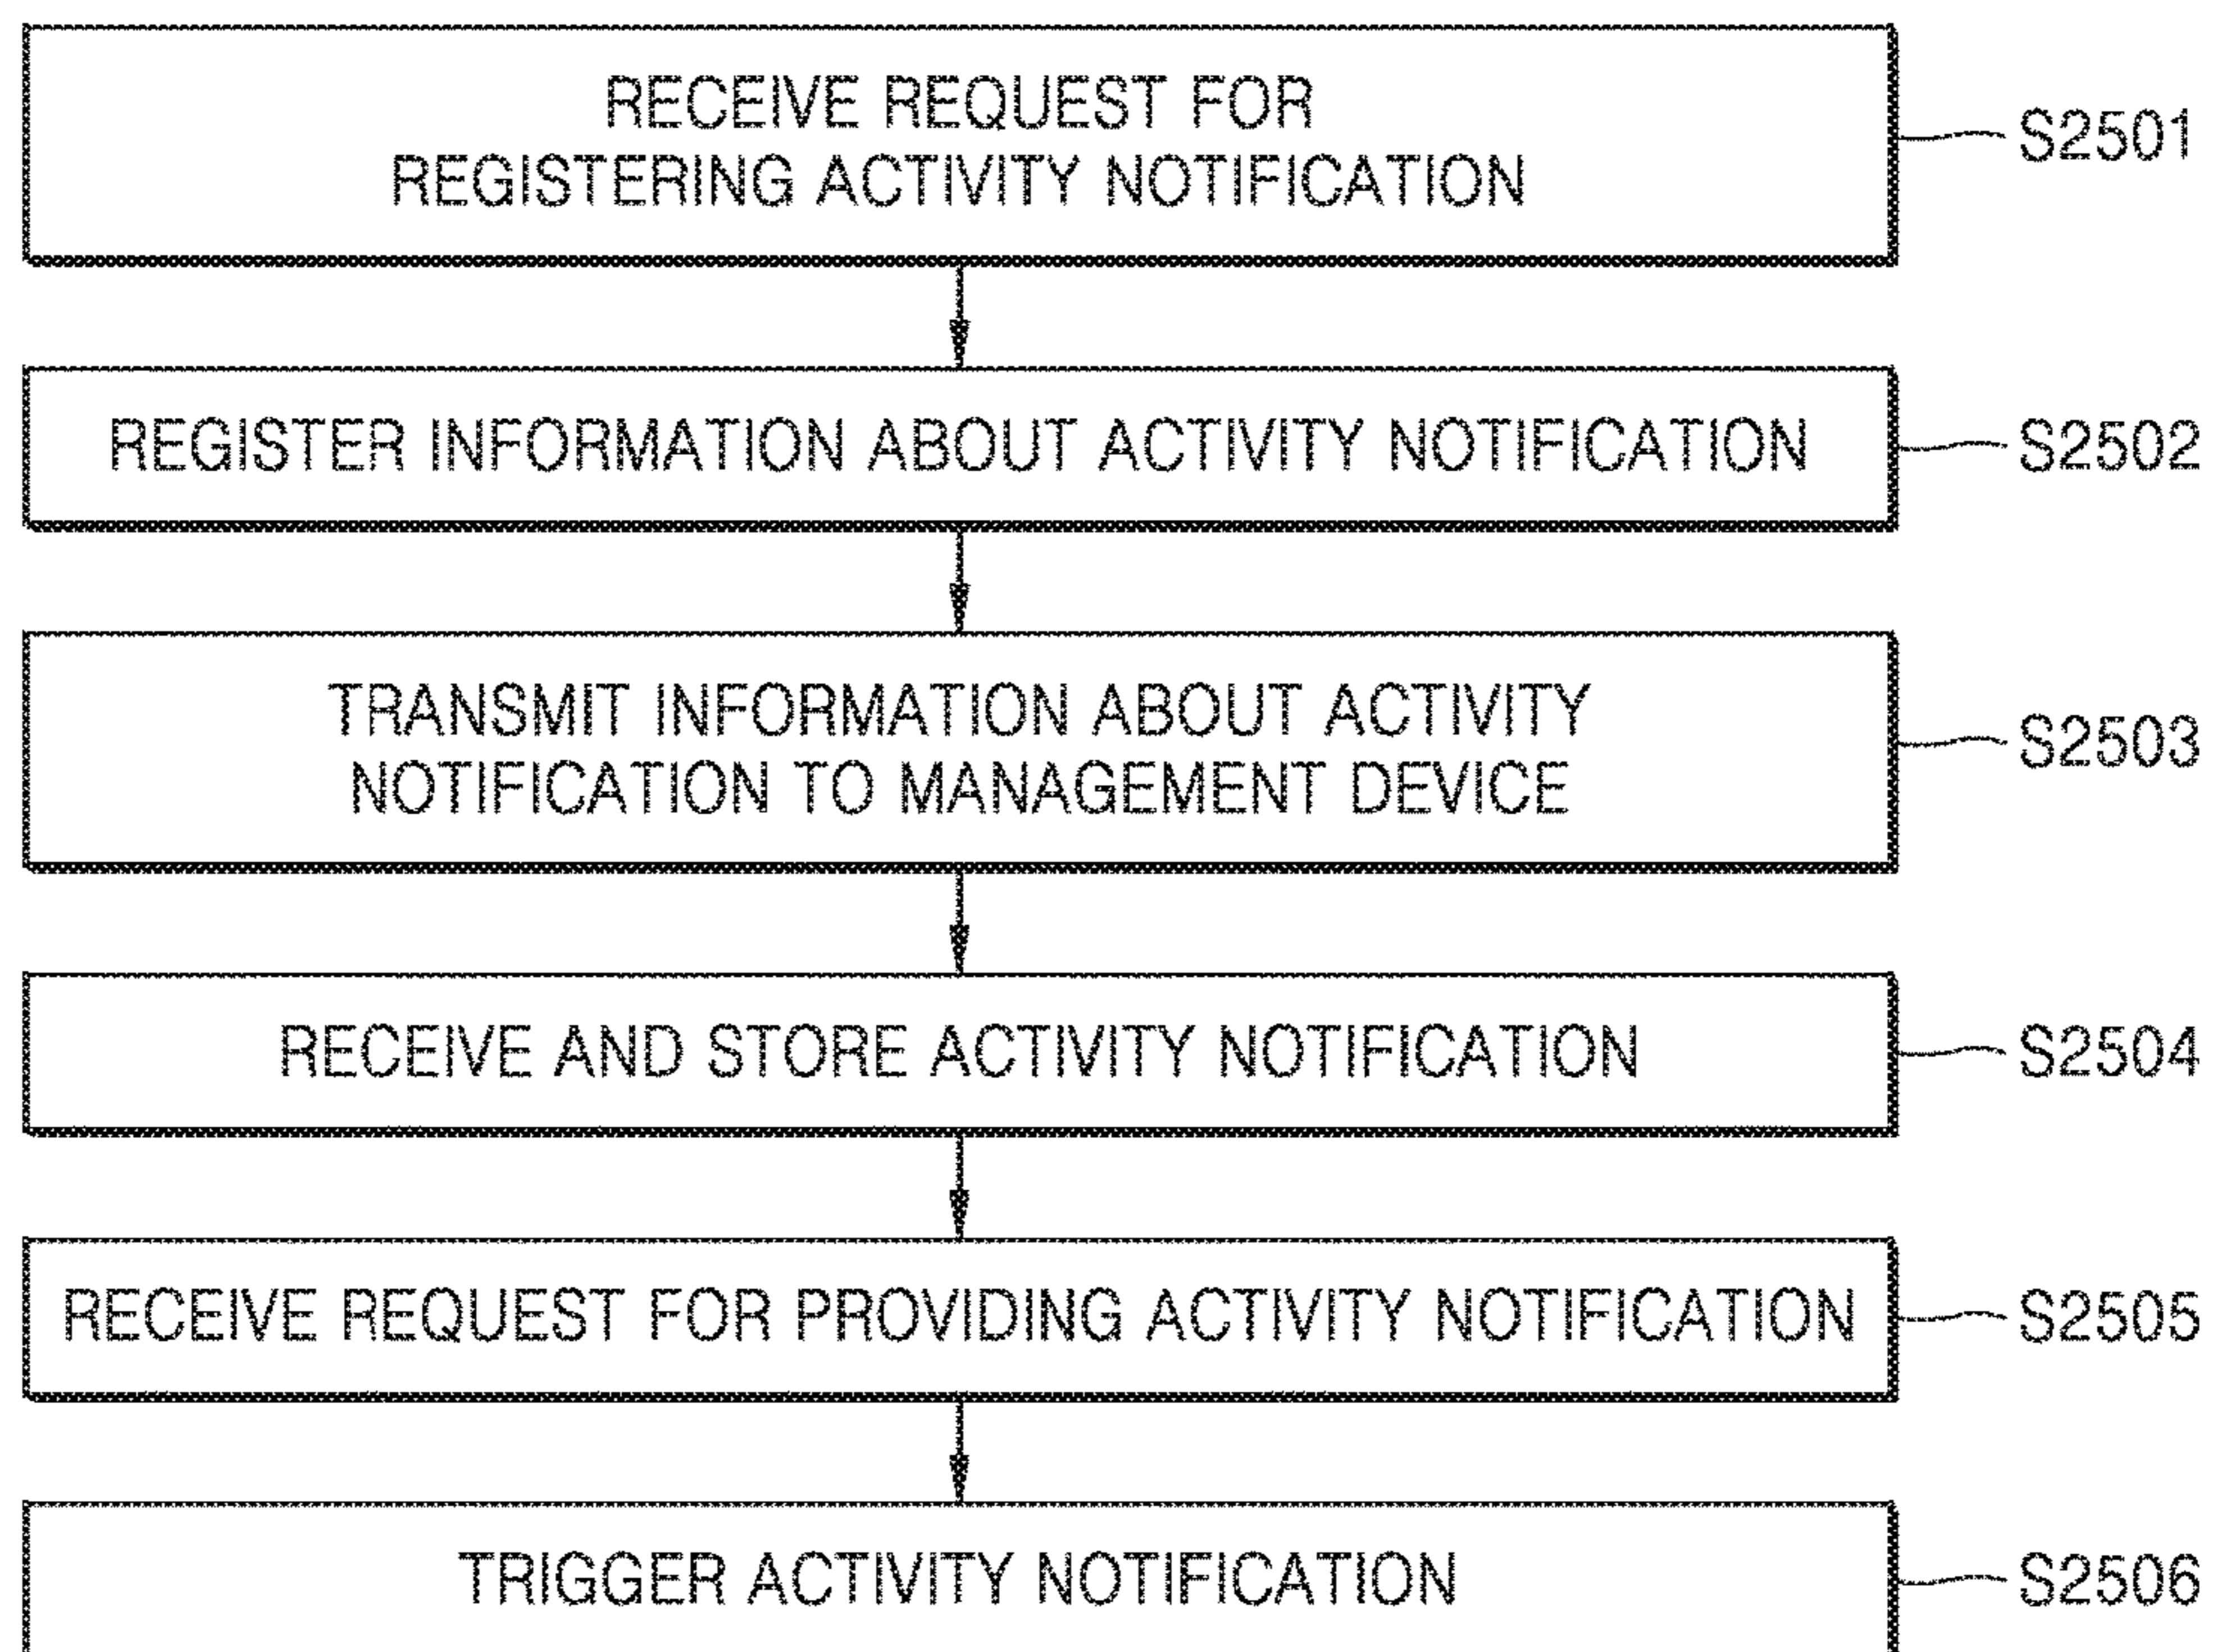 RECEIVE REQUEST FOR
REGISTERING ACTIVITY NOTIFICATION
S2501
REGISTER INFORMATION ABOUT ACTIVITY NOTIFICATION
S2502
TRANSMIT INFORMATION ABOUT ACTIVITY
NOTIFICATION TO MANAGEMENT DEVICE
S2503
RECEIVE AND STORE ACTIVITY NOTIFICATION
S2504
RECEIVE REQUEST FOR PROVIDING ACTIVITY NOTIFICATION
S2505
TRIGGER ACTIVITY NOTIFICATION
S2506